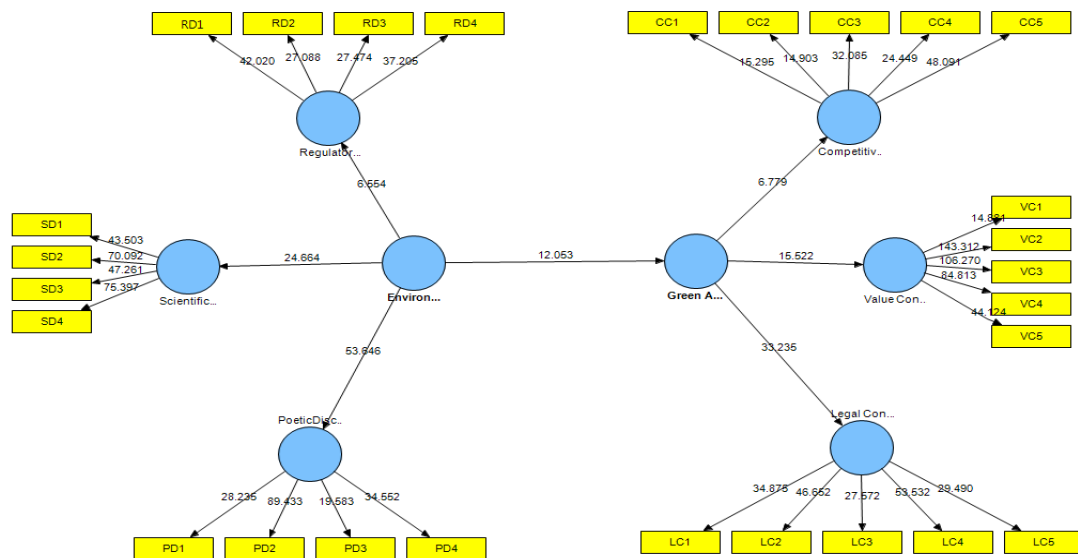 RD1 RD2 RD3 RD4
CC1 CC2 CC3 CC4 CC5
42.020 27.088 27.474 37.205
15.295 14.903 32.085 24.449 48.091
Regulator...
Competitiv..
6.554
6.779
SD1
SD2
SD3
SD4
43.503
70.092
47.261
75.397
Scientific...
24.664
Environ...
12.053
Green A...
15.522
Value Con..
VC1
VC2
VC3
VC4
VC5
143.312
106.270
84.813
44.124
53.646
33.235
PoeticDisc..
Legal Con...
28.235 89.433 19.583 34.552
34.875 46.652 27.572 53.532 29.490
PD1 PD2 PD3 PD4
LC1 LC2 LC3 LC4 LC5